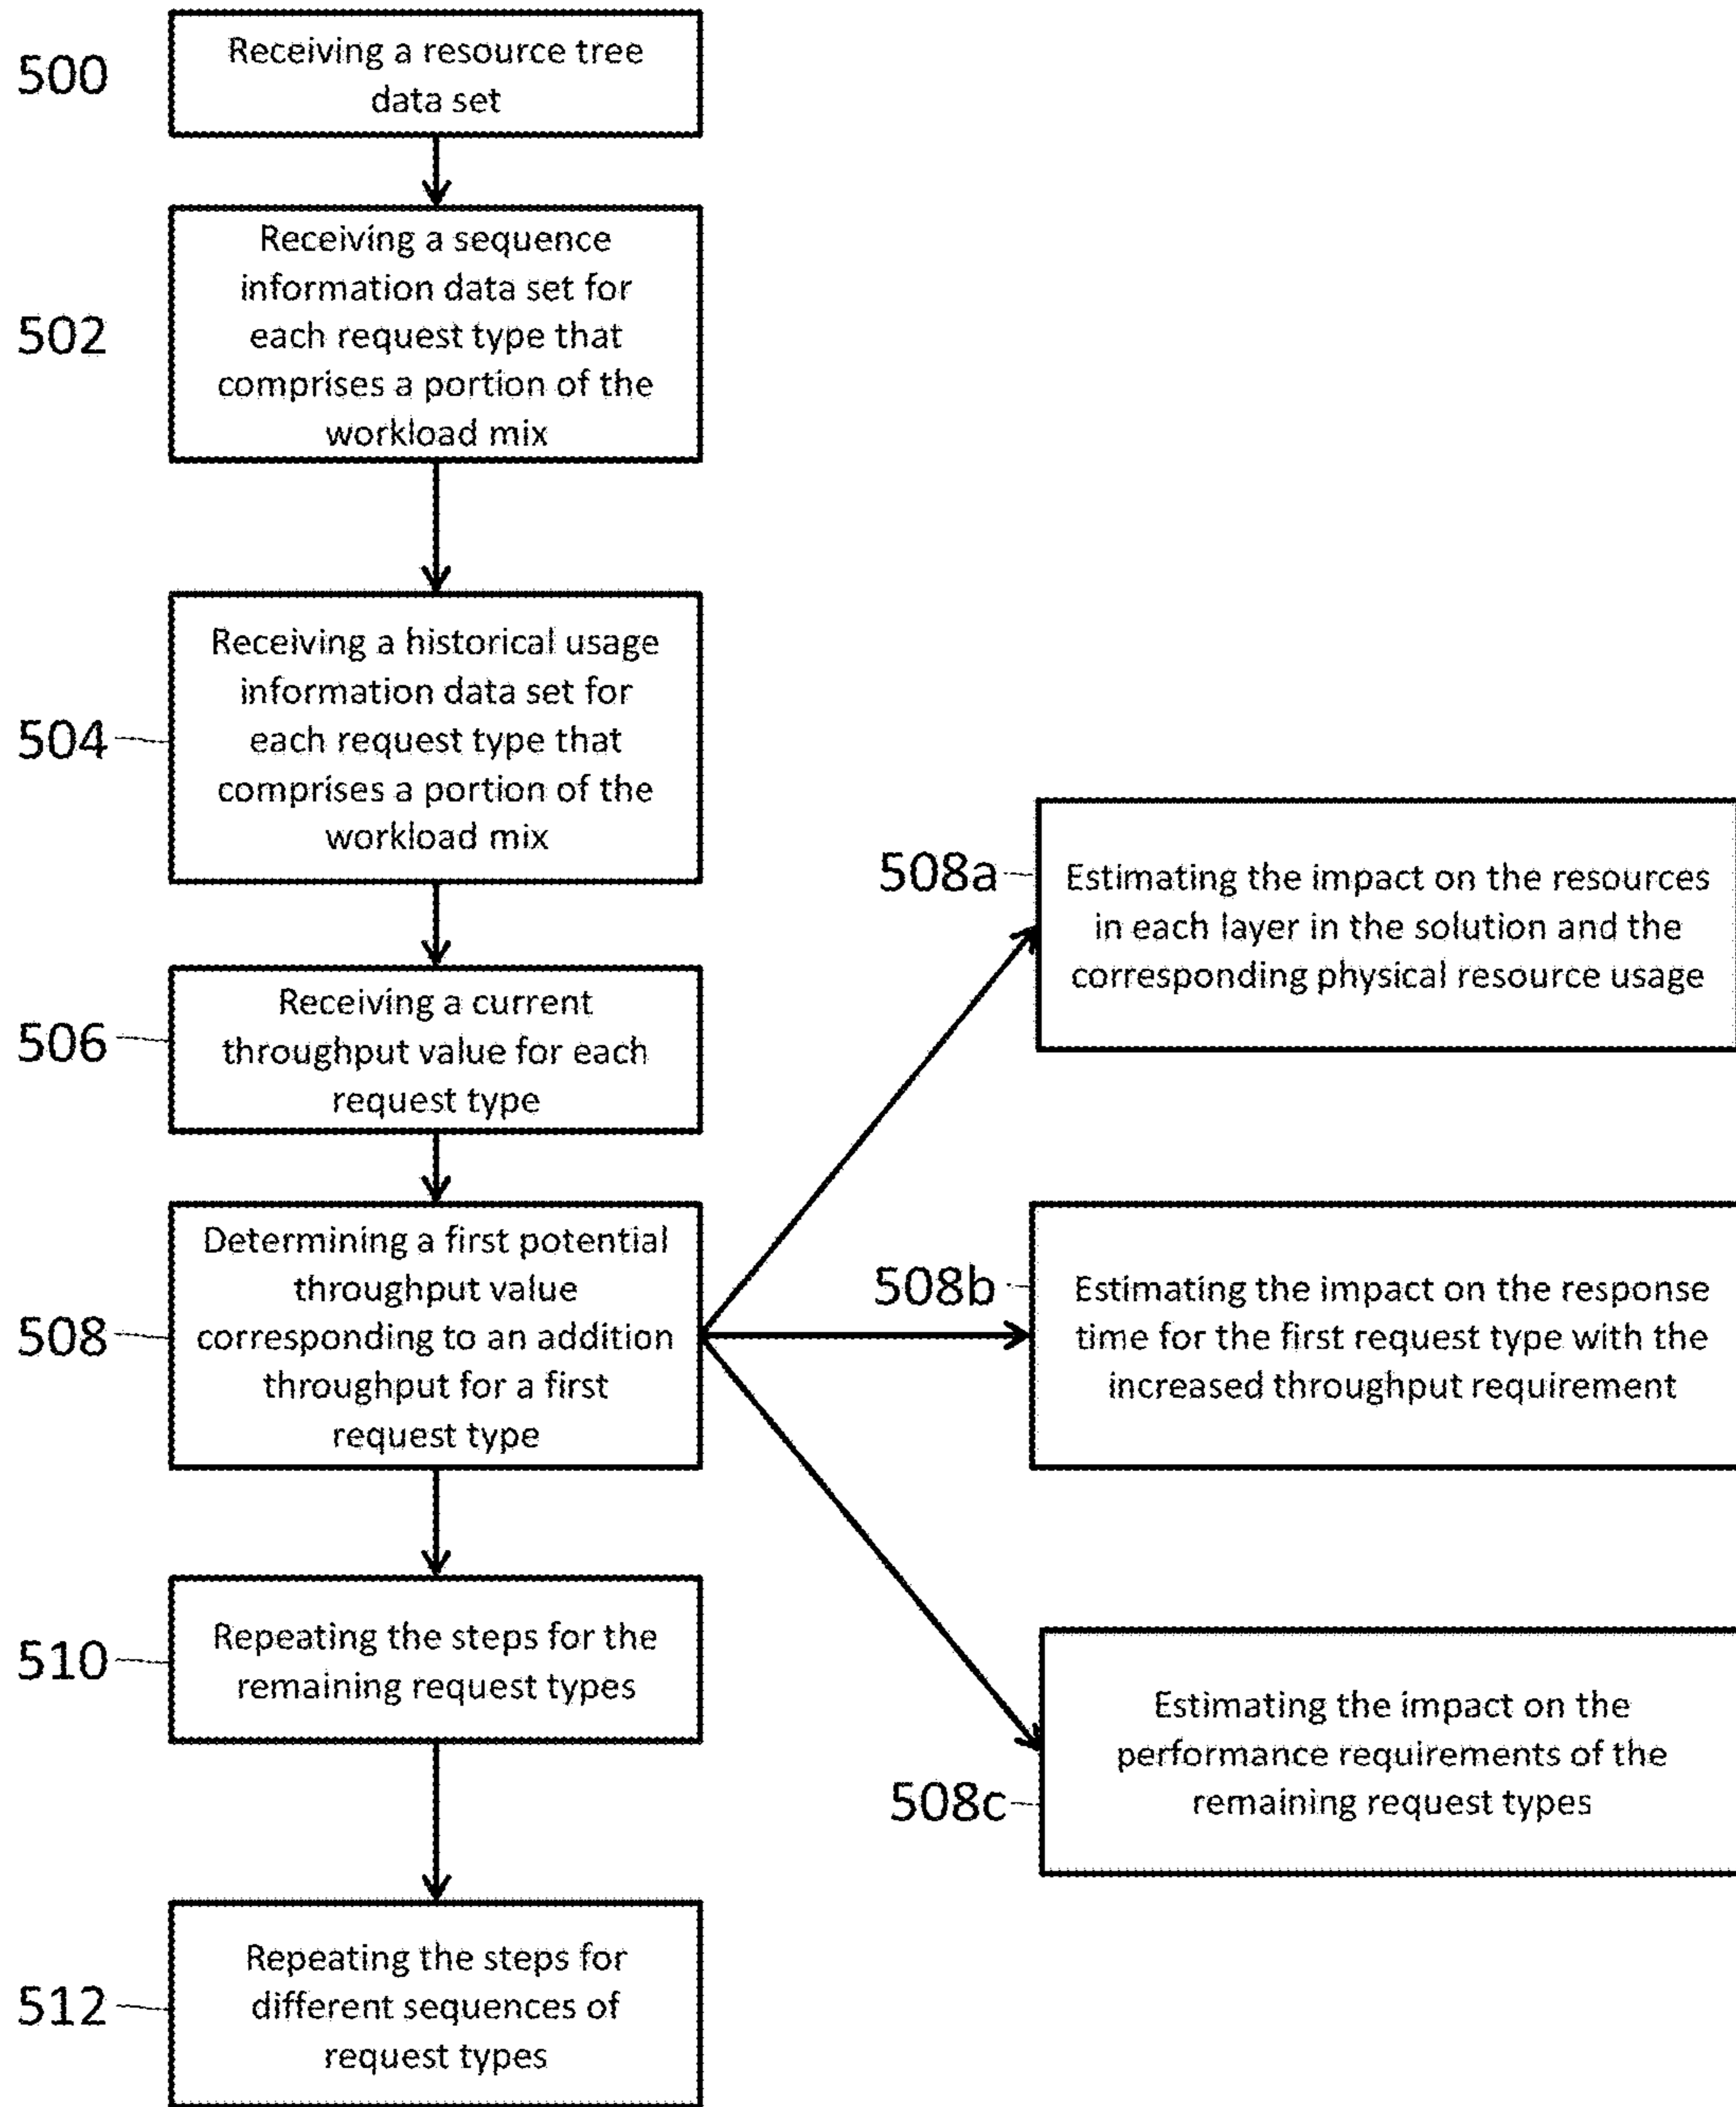 500
Receiving a resource tree
data set
502
Receiving a sequence
information data set for
each request type that
comprises a portion of the
workload mix
504
Receiving a historical usage
information data set for
each request type that
comprises a portion of the
workload mix
506
Receiving a current
throughput value for each
request type
508
Determining a first potential
throughput value
corresponding to an addition
throughput for a first
request type
508a
Estimating the impact on the resources
in each layer in the solution and the
corresponding physical resource usage
508b
Estimating the impact on the response
time for the first request type with the
increased throughput requirement
508c
Estimating the impact on the
performance requirements of the
remaining request types
510
Repeating the steps for the
remaining request types
512
Repeating the steps for
different sequences of
request types